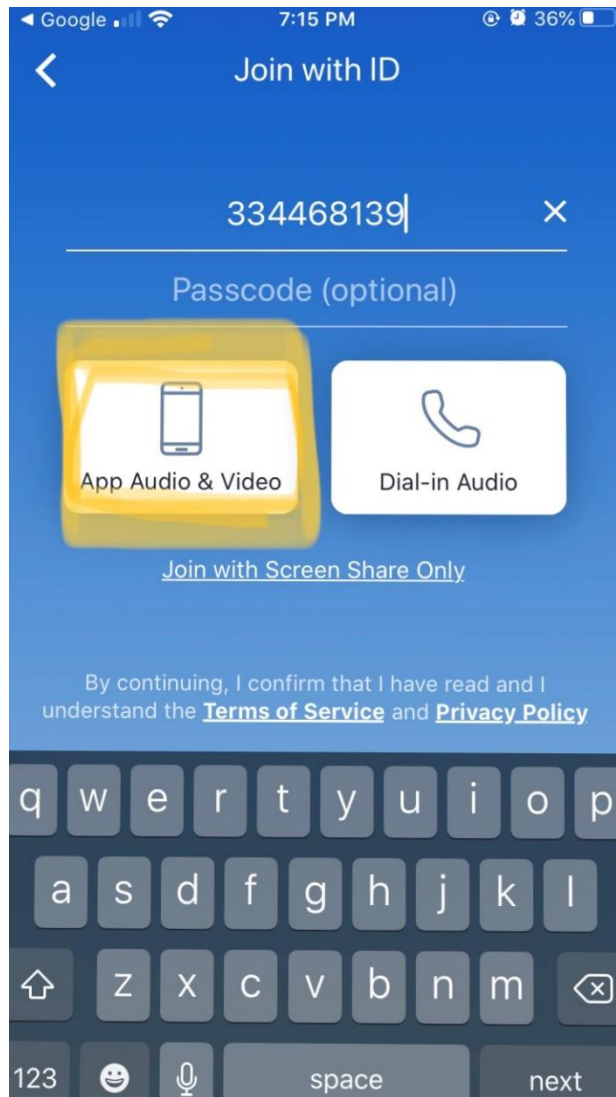 ◀ Google 7:15 PM 36%
Join with ID
334468139
Passcode (optional)
App Audio & Video Dial-in Audio
Join with Screen Share Only
By continuing, I confirm that I have read and I
understand the Terms of Service and Privacy Policy
q w e r t y u i o p
a s d f g h j k l
z x c v b n m
123 space next